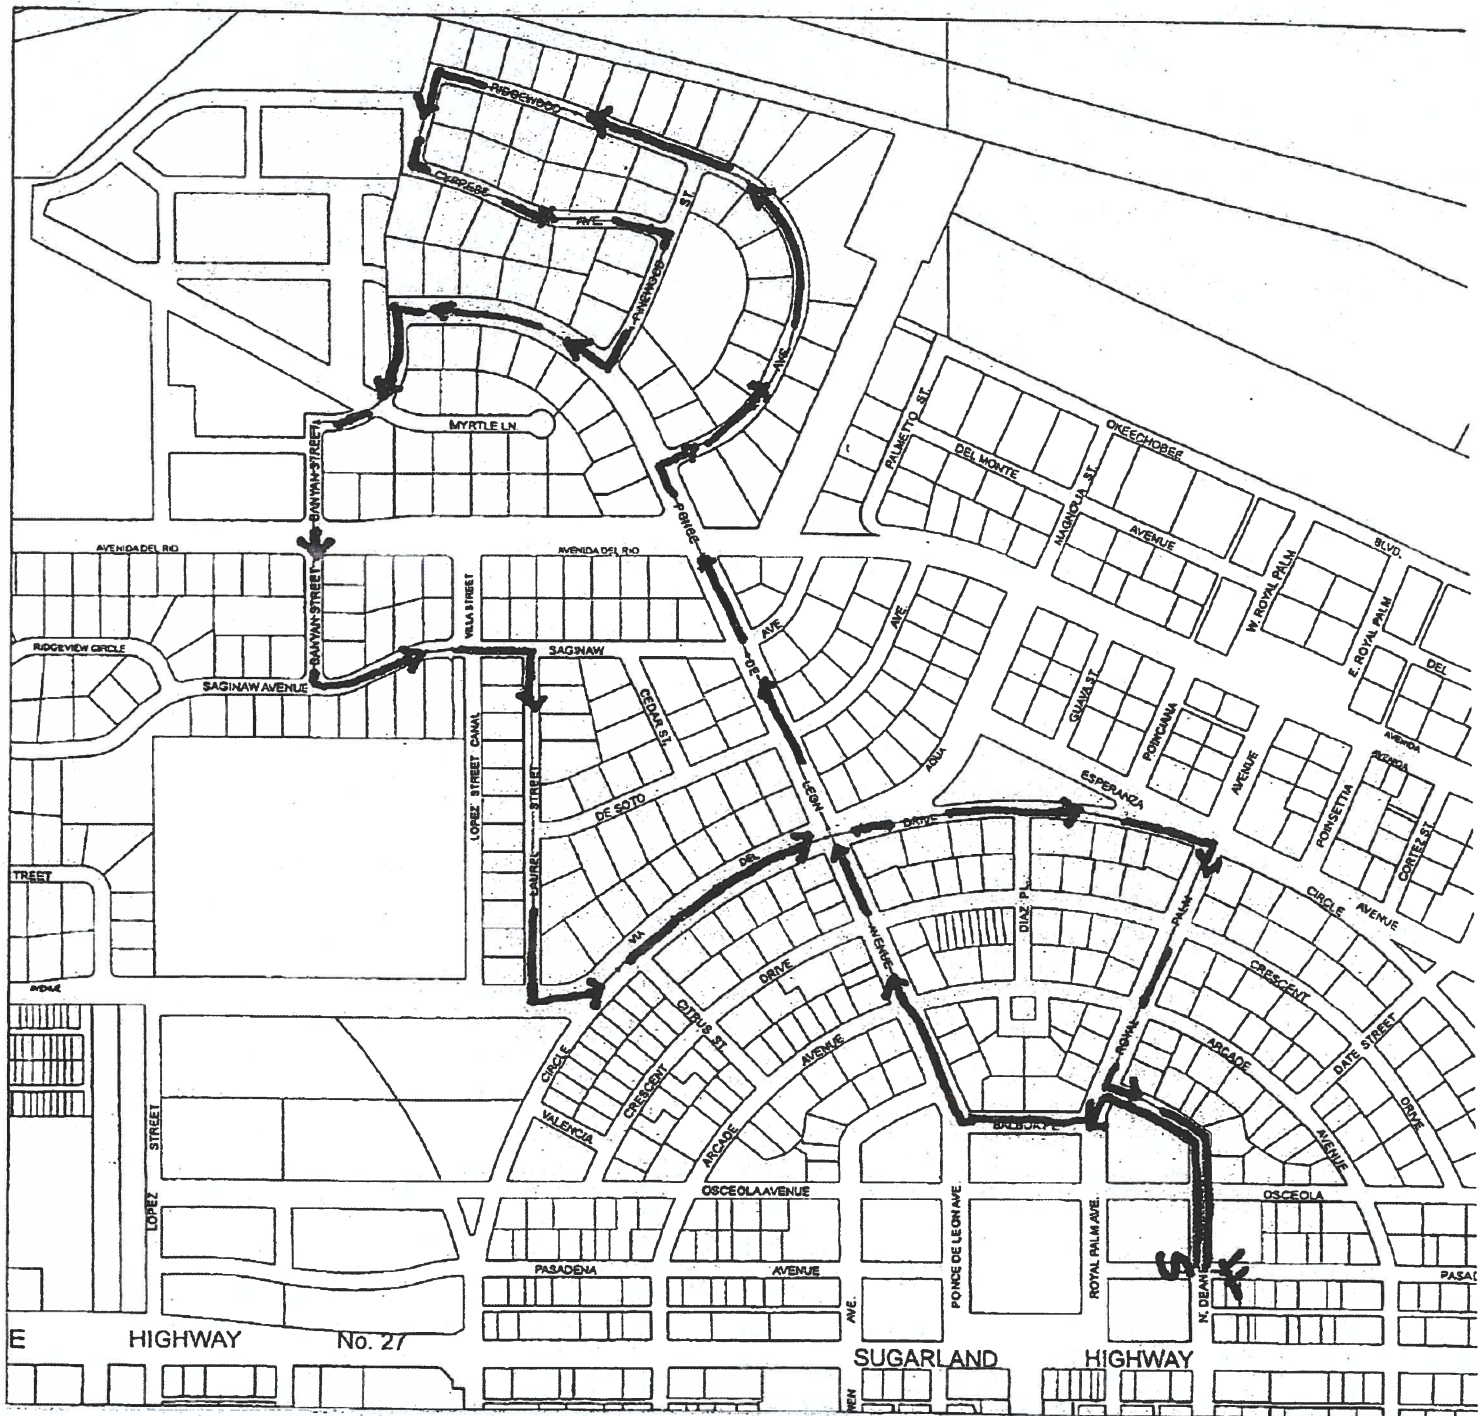 RIDGEWOOD
ST.
AVE.
PINEWOOD
AVE.
MYRTLE LN.
BANYAN STREET
PONCE
PALMETTO ST.
OKEECHOBEE
DEL MONTE
MAGNOLIA ST.
AVENUE
BLVD.
AVENIDA DEL RIO
AVENIDA DEL RIO
BANYAN STREET
VILLA STREET
AVE
AVE.
W. ROYAL PALM
E. ROYAL PALM
DEL
RIDGEVIEW CIRCLE
SAGINAW AVENUE
SAGINAW
DE
CEDAR ST.
GUAVA ST.
POINCIANA
AVENIDA
AVENIDA
LOPEZ STREET CANAL
LAUREL STREET
DE SOTO
LEON
AQUA
ESPERANZA
AVENUE
POINSETTIA
CORTEZ ST.
DRIVE
DEL
VIA
TREET
DIAZ PL.
PALM
CIRCLE
AVENUE
AVENUE
DRIVE
CRESCENT
CITRUS ST.
AVENUE
ROYAL
ARCADE
DATE STREET
DRIVE
CIRCLE
CRESCENT
VALENCIA
ARCADE
BALBOA PL.
AVENUE
LOPEZ STREET
OSCEOLA AVENUE
OSCEOLA
PONCE DE LEON AVE.
ROYAL PALM AVE.
PASADENA
AVENUE
S
N. DEAN
PASAD
AVE.
E
HIGHWAY
No. 27
SUGARLAND
HIGHWAY